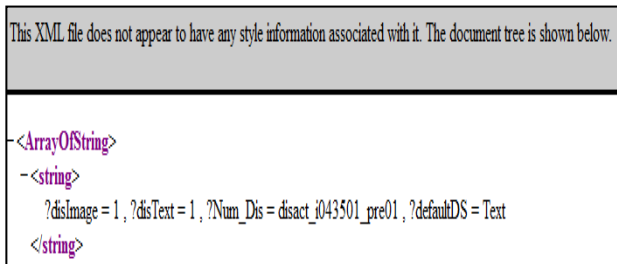 This XML file does not appear to have any style information associated with it. The document tree is shown below.
-<ArrayOfString>
-<string>
?disImage = 1 , ?disText = 1 , ?Num_Dis = disact_i043501_pre01 , ?defaultDS = Text
</string>